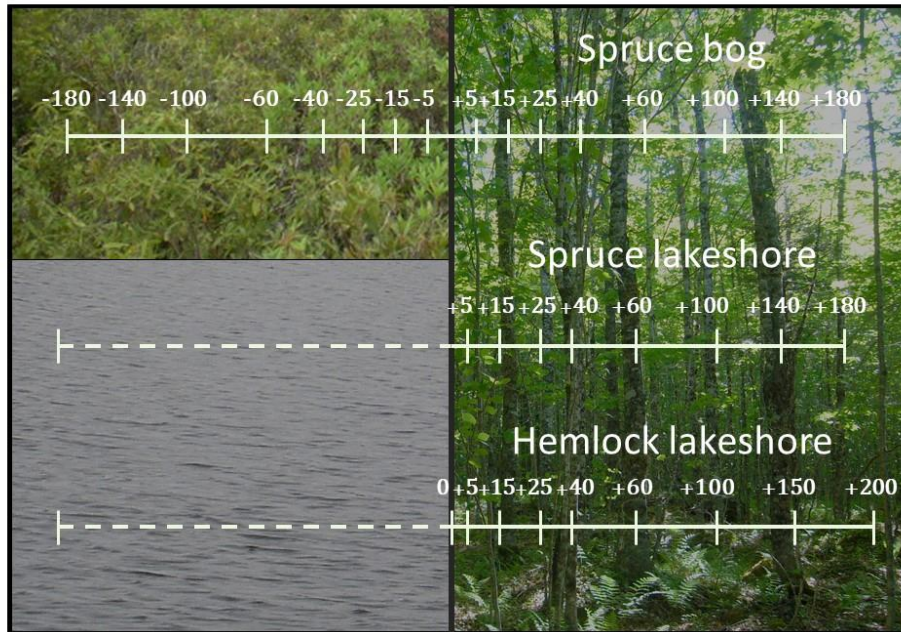 Spruce bog
-180 -140 -100 -60 -40 -25 -15 -5 +5 +15 +25 +40 +60 +100 +140 +180
Spruce lakeshore
+5 +15 +25 +40 +60 +100 +140 +180
Hemlock lakeshore
0 +5 +15 +25 +40 +60 +100 +150 +200